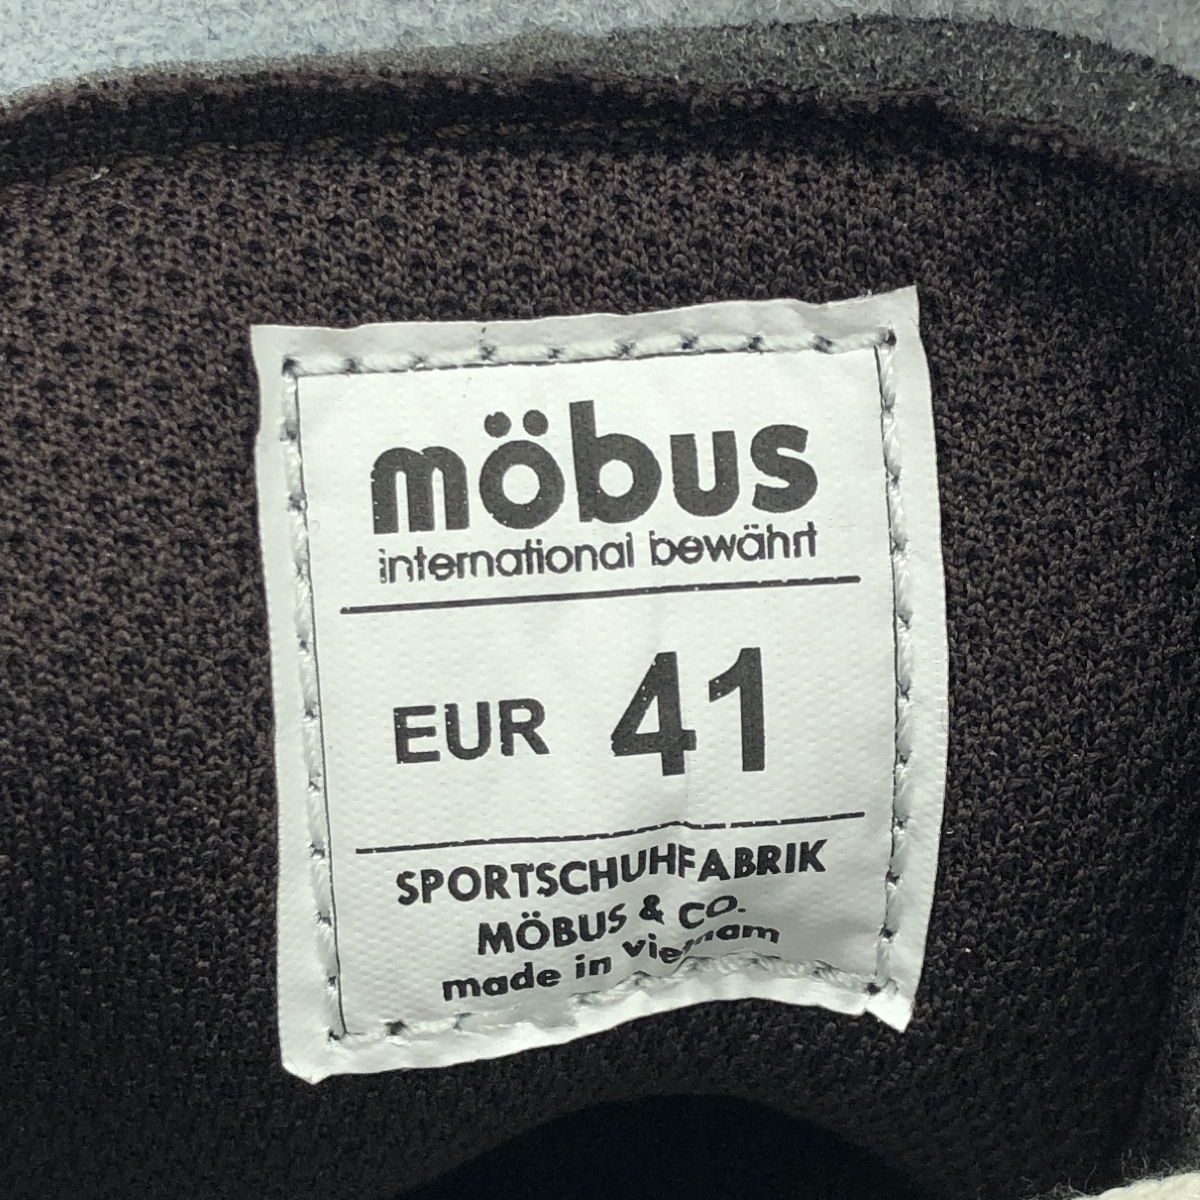 möbus
international bewährt
EUR 41
SPORTSCHUHFABRIK
MÖBUS & CO.
made in vietnam